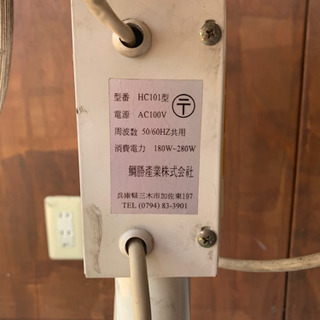 型番 HC101型
電源 AC100V
周波数 50/60HZ共用
消費電力 180W~280W
鋼勝産業株式会社
兵庫県三木市加佐東197
TEL (0794) 83-3901